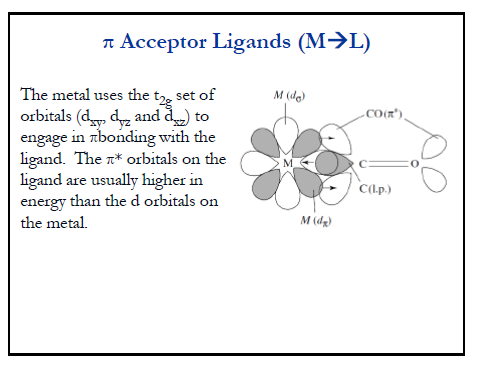 π Acceptor Ligands (M→L)
The metal uses the t2g set of
orbitals (dxy, dyz and dxz) to
engage in πbonding with the
ligand. The π* orbitals on the
ligand are usually higher in
energy than the d orbitals on
the metal.
M (dσ)
CO(π*)
M
C
O
C(l.p.)
M (dπ)